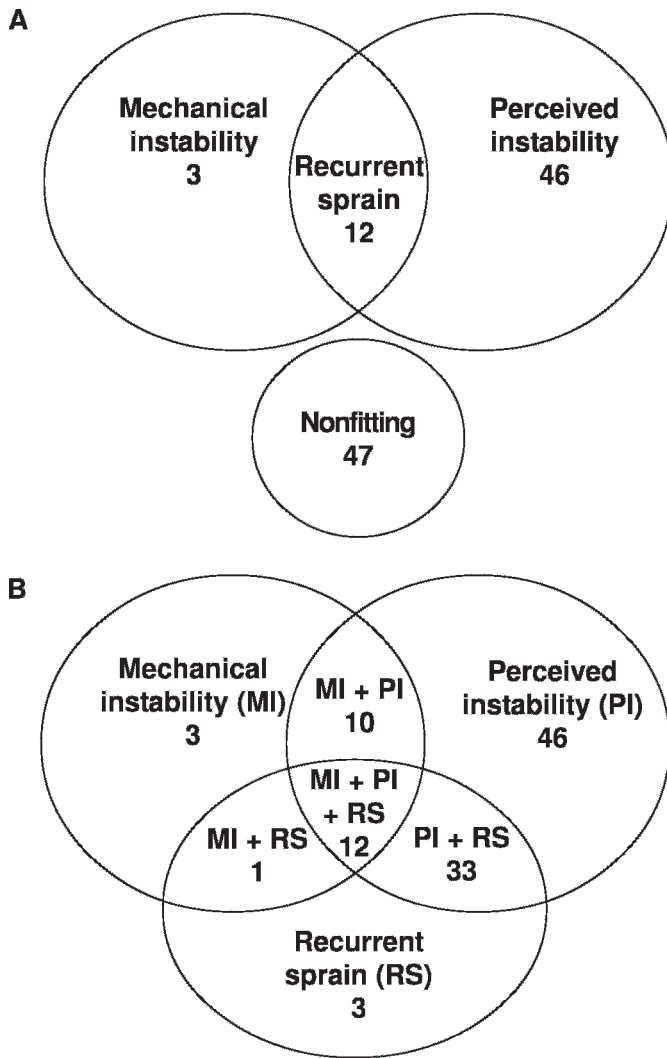 A
Mechanical
instability
3
Recurrent
sprain
12
Perceived
instability
46
Nonfitting
47
B
Mechanical
instability (MI)
3
MI + PI
10
Perceived
instability (PI)
46
MI + PI
+ RS
12
MI + RS
1
PI + RS
33
Recurrent
sprain (RS)
3